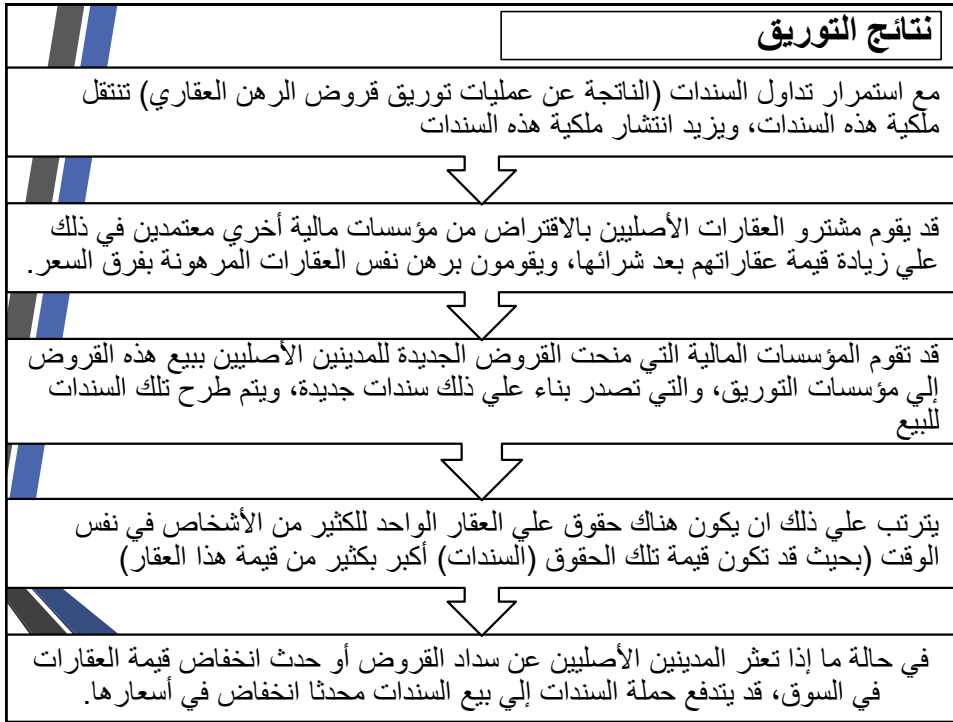 نتائج التوريق
مع استمرار تداول السندات (الناتجة عن عمليات توريق قروض الرهن العقاري) تنتقل
ملكية هذه السندات، ويزيد انتشار ملكية هذه السندات
قد يقوم مشترو العقارات الأصليين بالاقتراض من مؤسسات مالية أخري معتمدين في ذلك
علي زيادة قيمة عقاراتهم بعد شرائها، ويقومون برهن نفس العقارات المرهونة بفرق السعر.
قد تقوم المؤسسات المالية التي منحت القروض الجديدة للمدينين الأصليين ببيع هذه القروض
إلي مؤسسات التوريق، والتي تصدر بناء علي ذلك سندات جديدة، ويتم طرح تلك السندات
للبيع
يترتب علي ذلك ان يكون هناك حقوق علي العقار الواحد للكثير من الأشخاص في نفس
الوقت (بحيث قد تكون قيمة تلك الحقوق (السندات) أكبر بكثير من قيمة هذا العقار)
في حالة ما إذا تعثر المدينين الأصليين عن سداد القروض أو حدث انخفاض قيمة العقارات
في السوق، قد يتدفع حملة السندات إلي بيع السندات محدثا انخفاض في أسعارها.